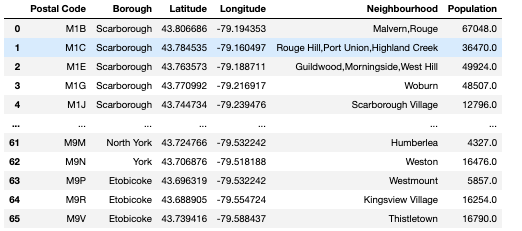 Postal Code Borough Latitude Longitude Neighbourhood Population
0 M1B Scarborough 43.806686 -79.194353 Malvern,Rouge 67048.0
1 M1C Scarborough 43.784535 -79.160497 Rouge Hill,Port Union,Highland Creek 36470.0
2 M1E Scarborough 43.763573 -79.188711 Guildwood,Morningside,West Hill 49924.0
3 M1G Scarborough 43.770992 -79.216917 Woburn 48507.0
4 M1J Scarborough 43.744734 -79.239476 Scarborough Village 12796.0
... ... ... ... ... ... ...
61 M9M North York 43.724766 -79.532242 Humberlea 4327.0
62 M9N York 43.706876 -79.518188 Weston 16476.0
63 M9P Etobicoke 43.696319 -79.532242 Westmount 5857.0
64 M9R Etobicoke 43.688905 -79.554724 Kingsview Village 16254.0
65 M9V Etobicoke 43.739416 -79.588437 Thistletown 16790.0